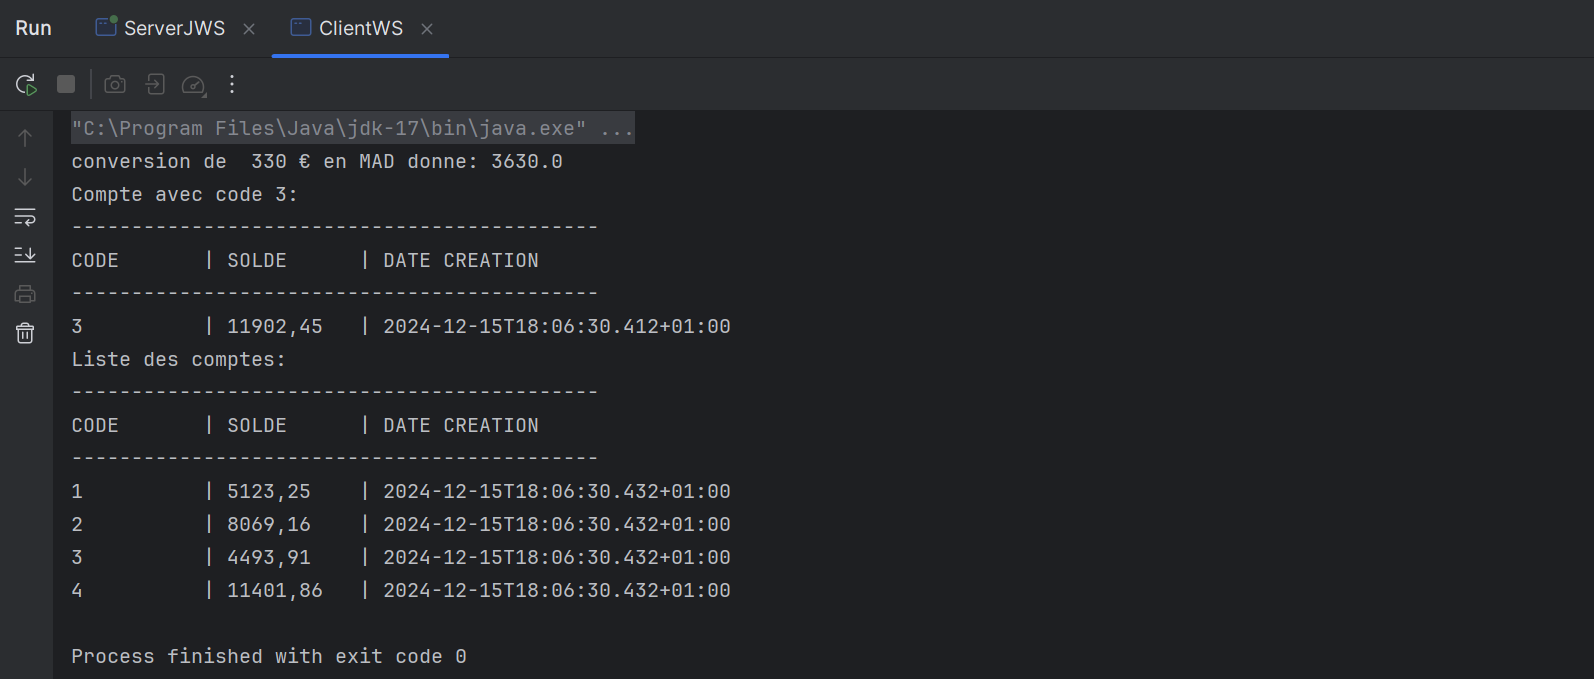 Run ServerJWS ClientWS
"C:\Program Files\Java\jdk-17\bin\java.exe" ...
conversion de  330 € en MAD donne: 3630.0
Compte avec code 3:
--------------------------------------------
CODE       | SOLDE      | DATE CREATION
--------------------------------------------
3          | 11902,45   | 2024-12-15T18:06:30.412+01:00
Liste des comptes:
--------------------------------------------
CODE       | SOLDE      | DATE CREATION
--------------------------------------------
1          | 5123,25    | 2024-12-15T18:06:30.432+01:00
2          | 8069,16    | 2024-12-15T18:06:30.432+01:00
3          | 4493,91    | 2024-12-15T18:06:30.432+01:00
4          | 11401,86   | 2024-12-15T18:06:30.432+01:00
Process finished with exit code 0